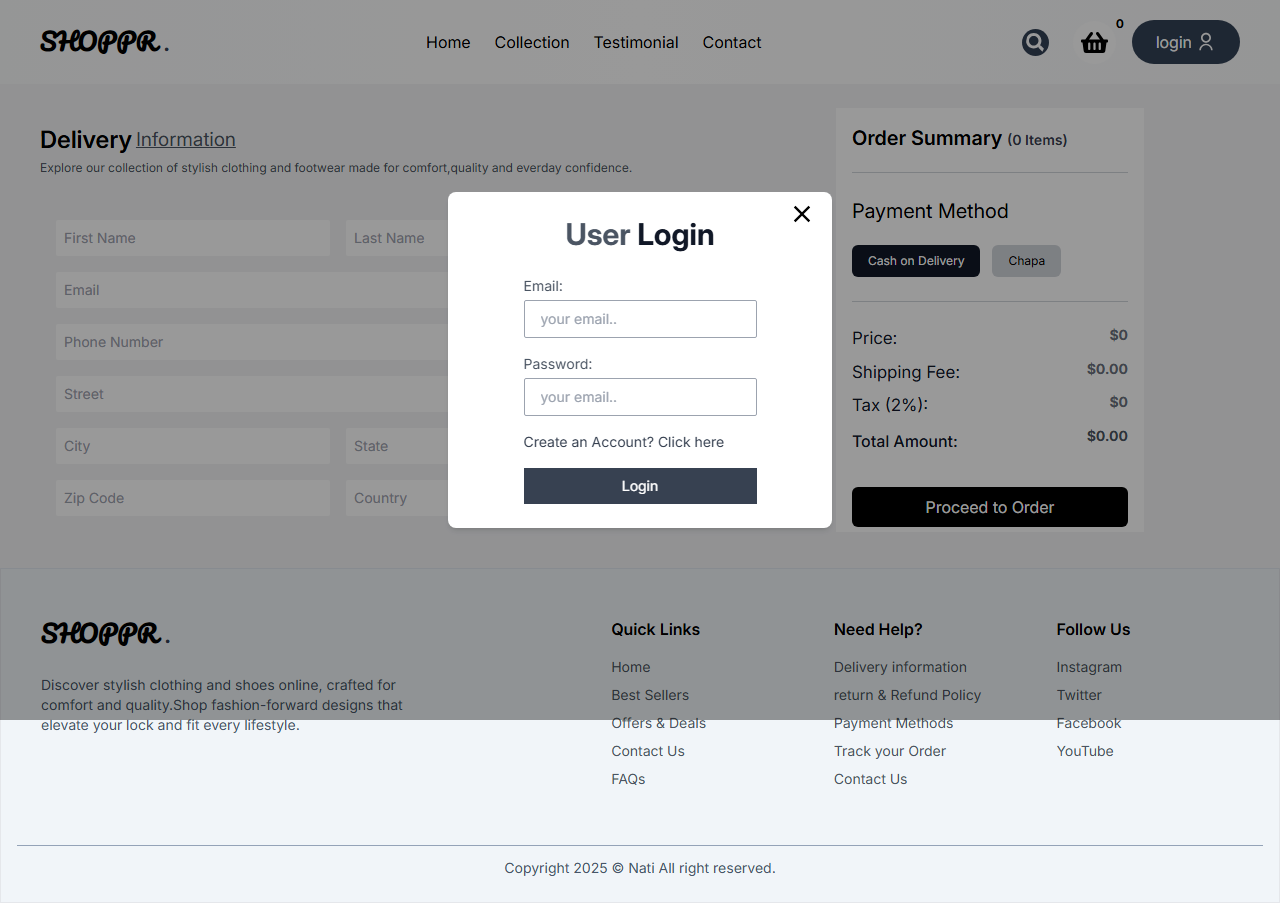 SHOPPR.
Home Collection Testimonial Contact
0
login
Delivery Information
Explore our collection of stylish clothing and footwear made for comfort,quality and everday confidence.
First Name
Last Name
Email
Phone Number
Street
City
State
Zip Code
Country
User Login
Email:
your email..
Password:
your email..
Create an Account? Click here
Login
Order Summary (0 Items)
Payment Method
Cash on Delivery
Chapa
Price: $0
Shipping Fee: $0.00
Tax (2%): $0
Total Amount: $0.00
Proceed to Order
SHOPPR.
Discover stylish clothing and shoes online, crafted for
comfort and quality.Shop fashion-forward designs that
elevate your lock and fit every lifestyle.
Quick Links
Home
Best Sellers
Offers & Deals
Contact Us
FAQs
Need Help?
Delivery information
return & Refund Policy
Payment Methods
Track your Order
Contact Us
Follow Us
Instagram
Twitter
Facebook
YouTube
Copyright 2025 © Nati All right reserved.